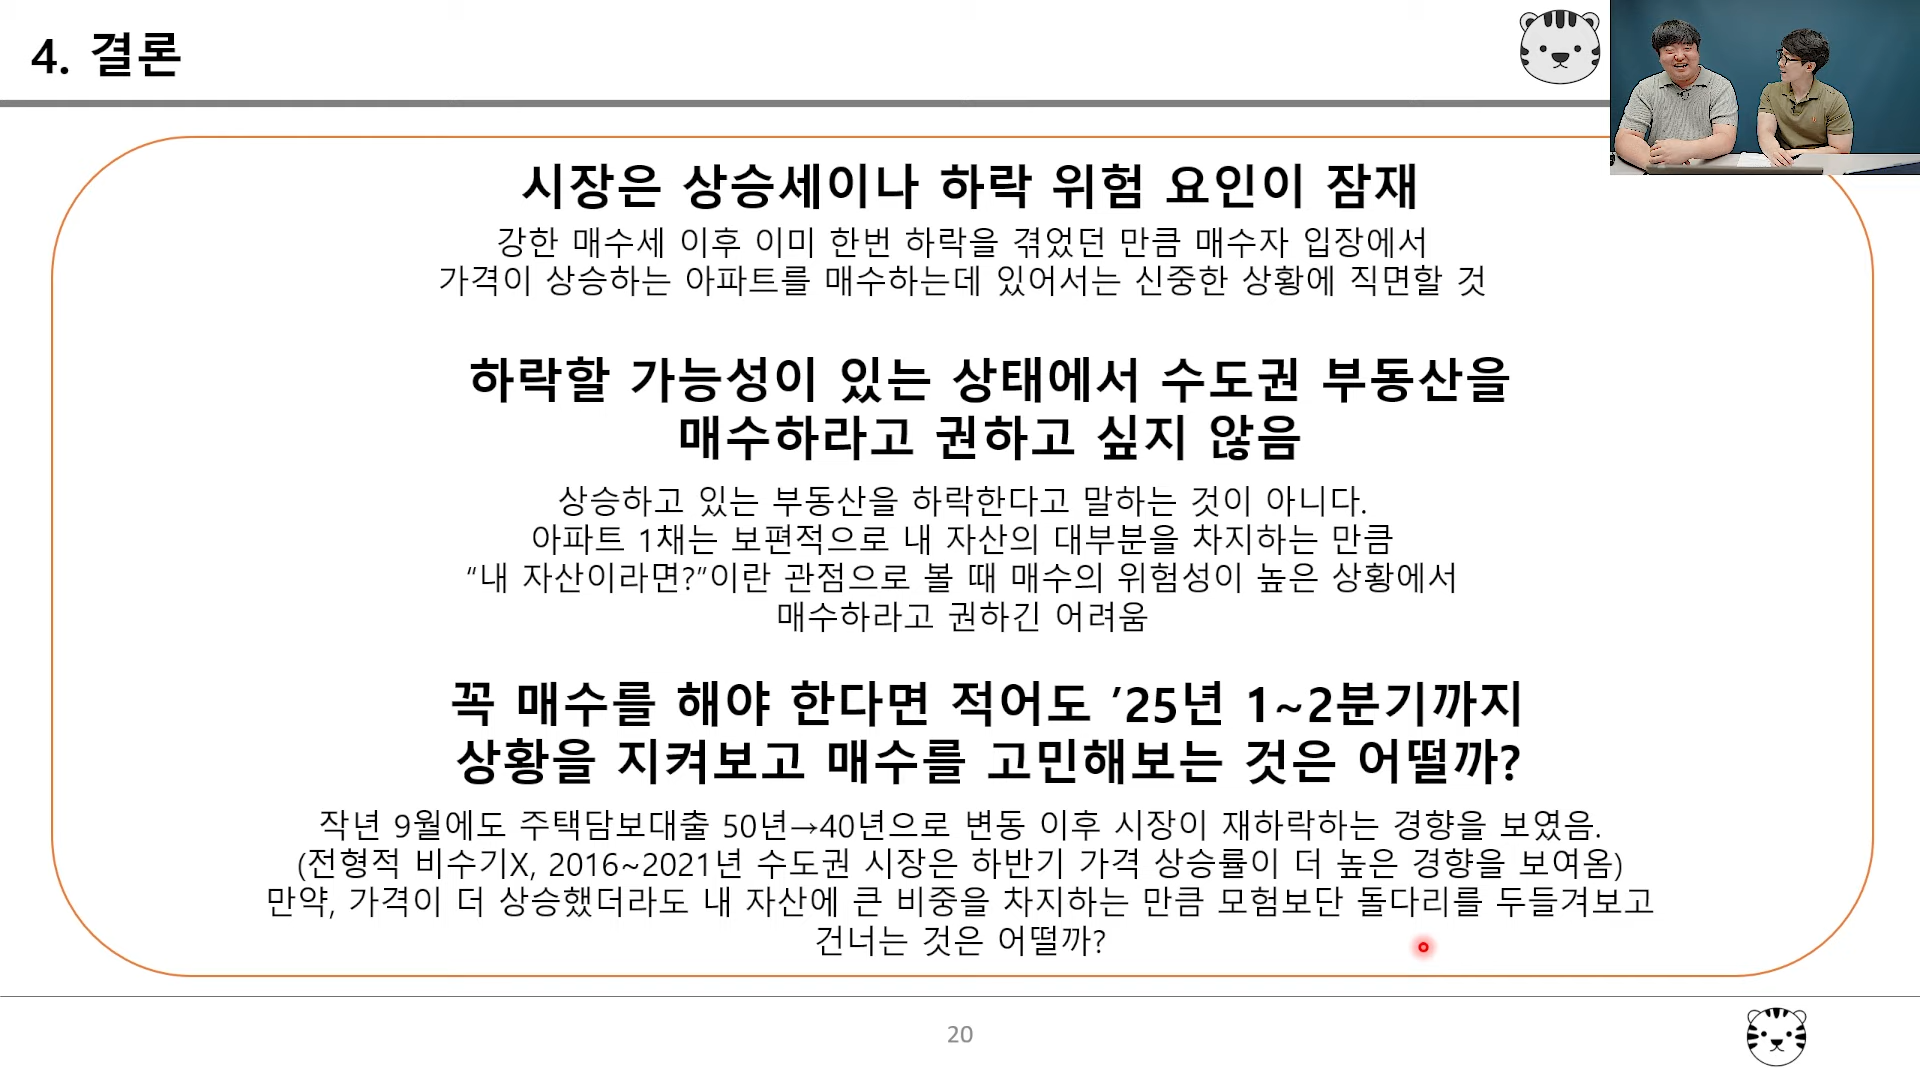 4. 결론
시장은 상승세이나 하락 위험 요인이 잠재
강한 매수세 이후 이미 한번 하락을 겪었던 만큼 매수자 입장에서
가격이 상승하는 아파트를 매수하는데 있어서는 신중한 상황에 직면할 것
하락할 가능성이 있는 상태에서 수도권 부동산을
매수하라고 권하고 싶지 않음
상승하고 있는 부동산을 하락한다고 말하는 것이 아니다.
아파트 1채는 보편적으로 내 자산의 대부분을 차지하는 만큼
“내 자산이라면?”이란 관점으로 볼 때 매수의 위험성이 높은 상황에서
매수하라고 권하긴 어려움
꼭 매수를 해야 한다면 적어도 ’25년 1~2분기까지
상황을 지켜보고 매수를 고민해보는 것은 어떨까?
작년 9월에도 주택담보대출 50년→40년으로 변동 이후 시장이 재하락하는 경향을 보였음.
(전형적 비수기X, 2016~2021년 수도권 시장은 하반기 가격 상승률이 더 높은 경향을 보여옴)
만약, 가격이 더 상승했더라도 내 자산에 큰 비중을 차지하는 만큼 모험보단 돌다리를 두들겨보고
건너는 것은 어떨까?
20